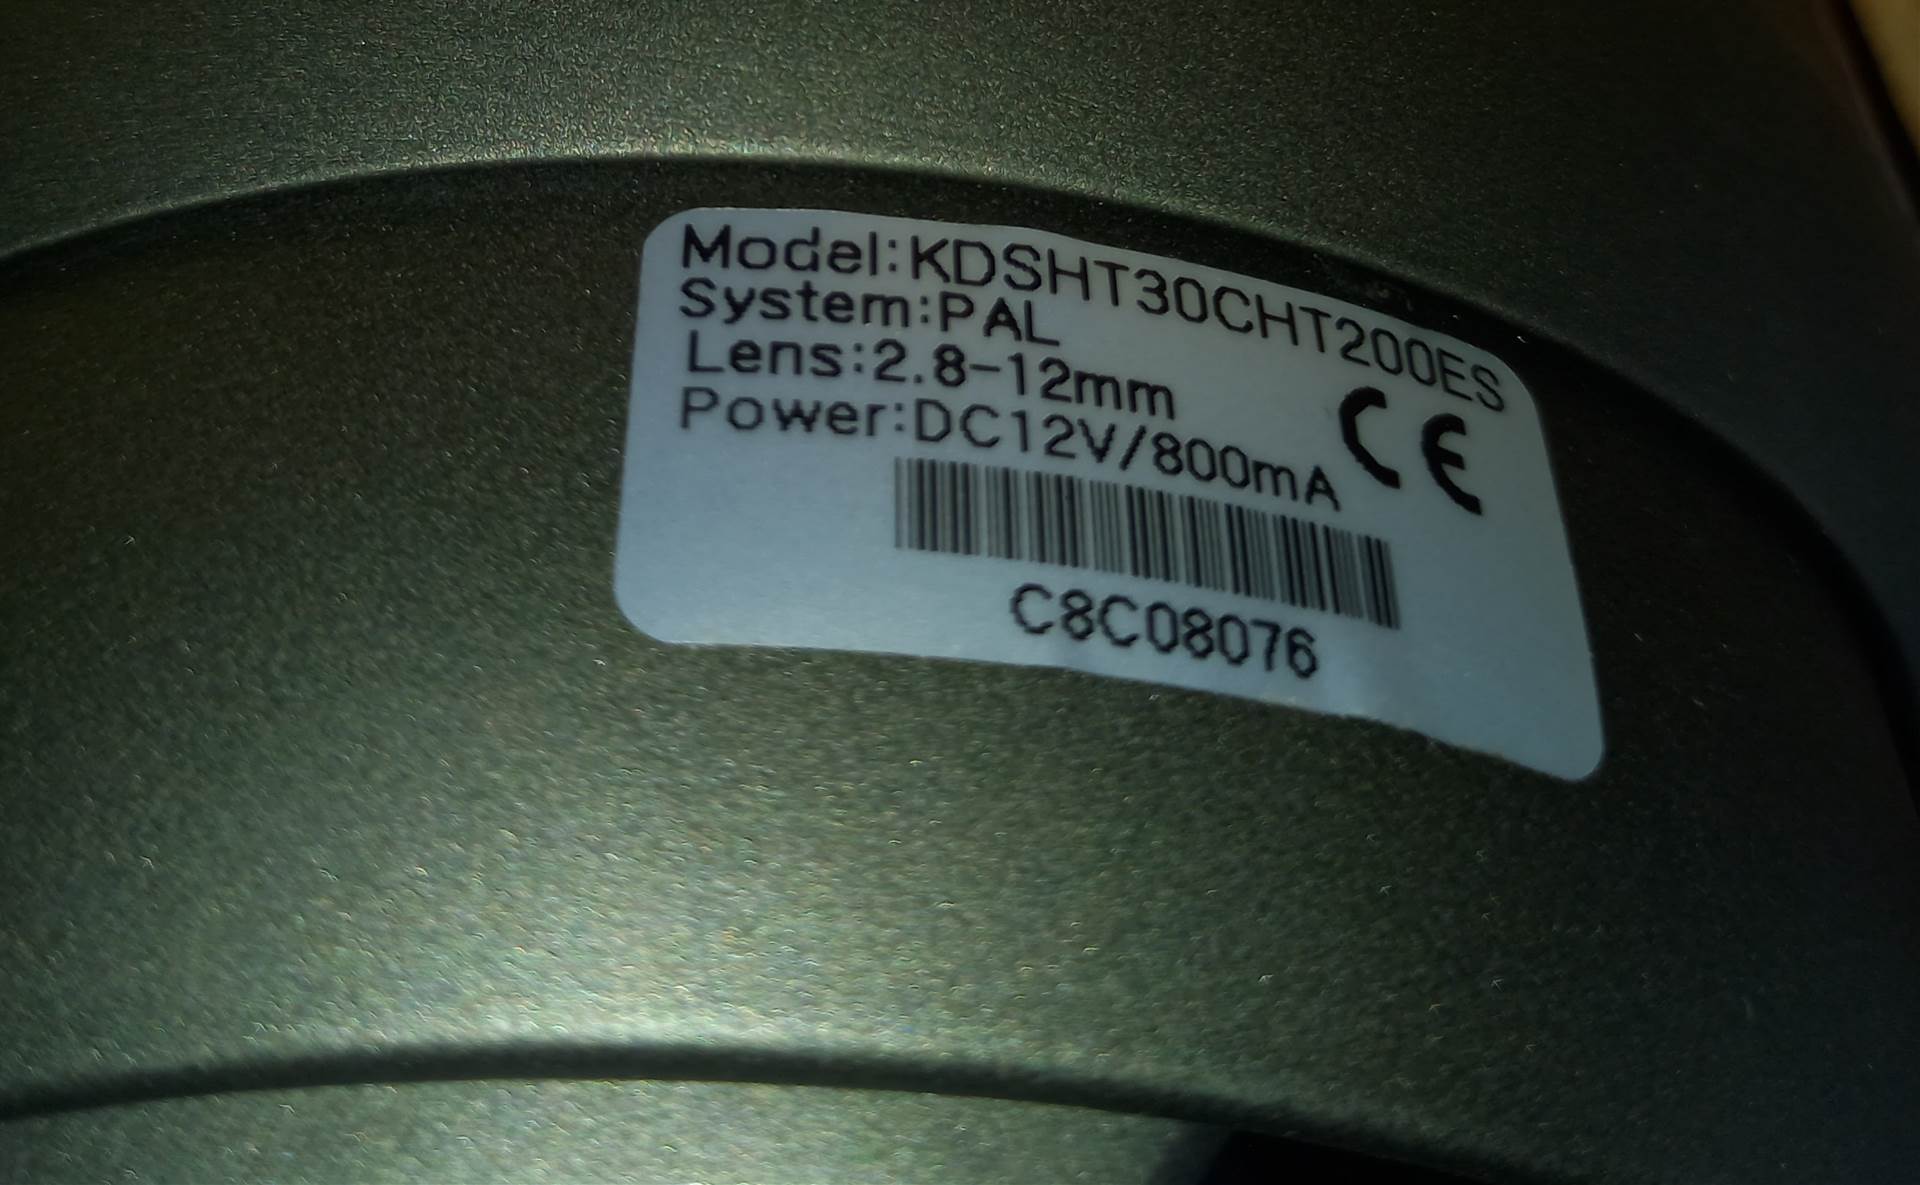 Model:KDSHT30CHT200ES
System:PAL
Lens:2.8-12mm
Power:DC12V/800mA
CE
C8C08076